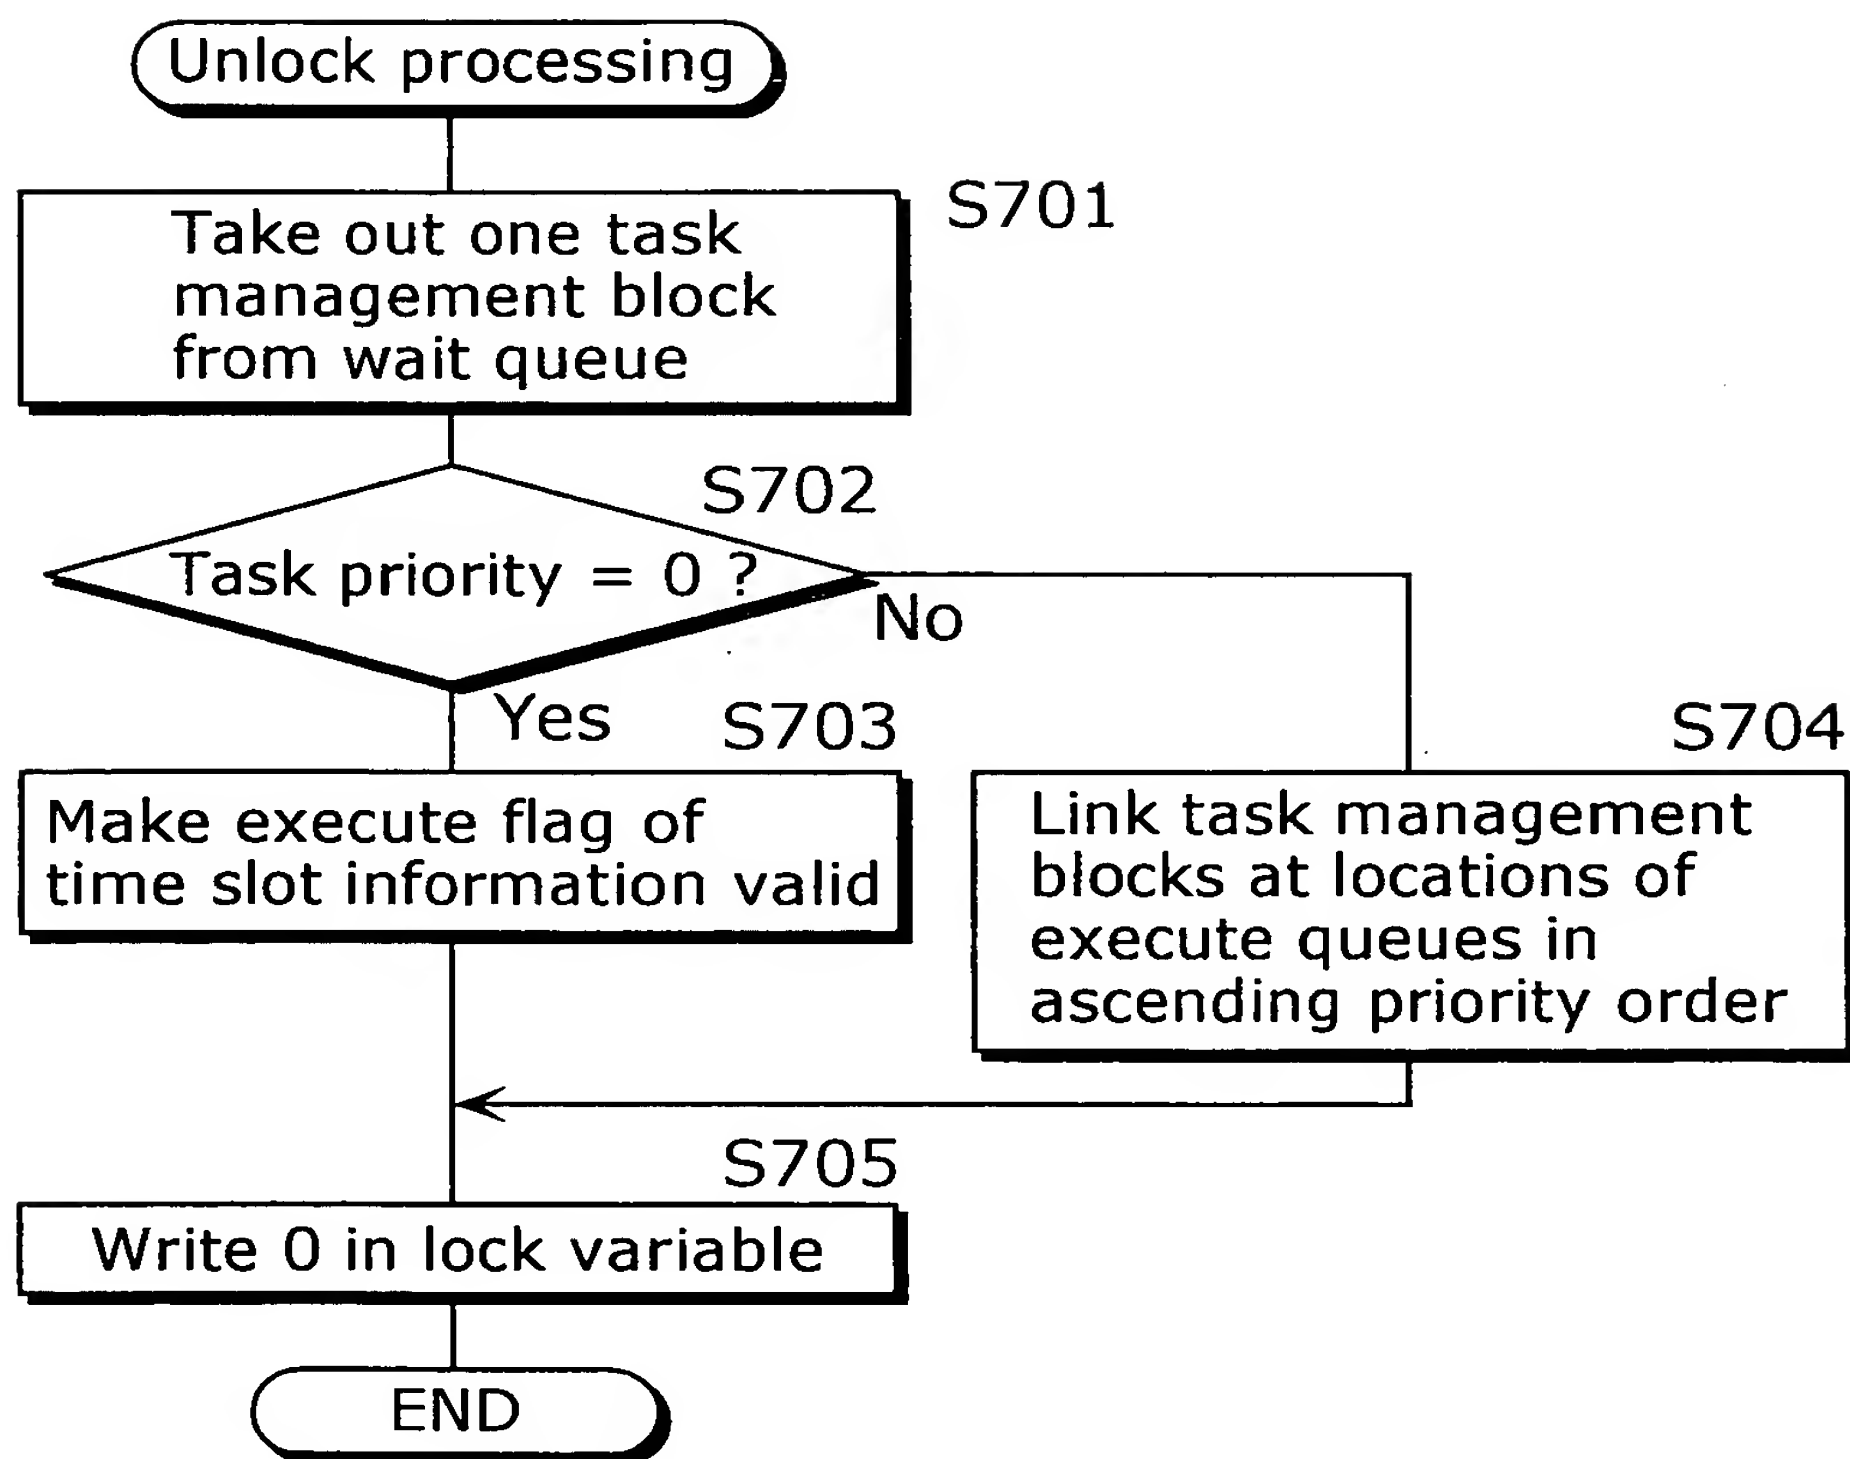 Unlock processing
S701
Take out one task
management block
from wait queue
S702
Task priority = 0 ?
No
Yes
S703
Make execute flag of
time slot information valid
S704
Link task management
blocks at locations of
execute queues in
ascending priority order
S705
Write 0 in lock variable
END